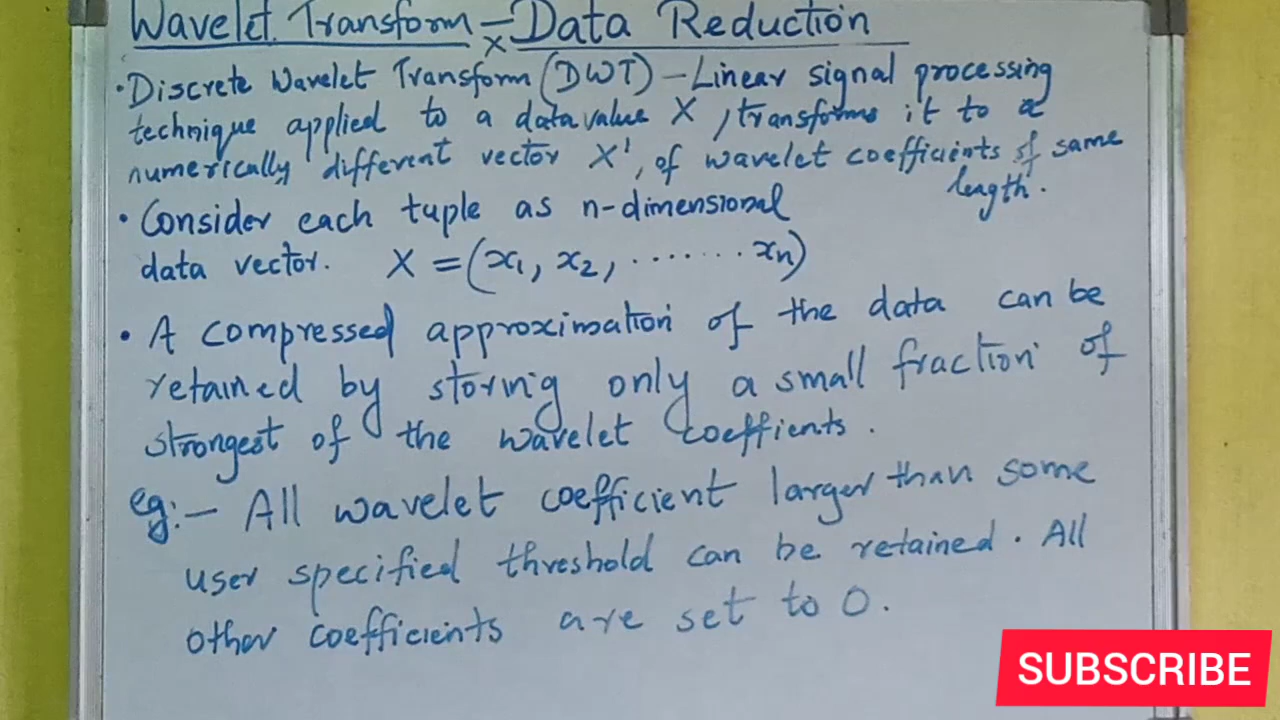 Wavelet Transform - Data Reduction
x
• Discrete Wavelet Transform (DWT) - Linear signal processing
technique applied to a data value X, transforms it to a
numerically different vector X', of wavelet coefficients of same
length.
• Consider each tuple as n-dimensional
data vector. X = (x₁, x₂, ....... xn)
• A compressed approximation of the data can be
retained by storing only a small fraction of
strongest of the wavelet coeffients.
eg:- All wavelet coefficient larger than some
user specified threshold can be retained. All
other coefficients are set to 0.
SUBSCRIBE